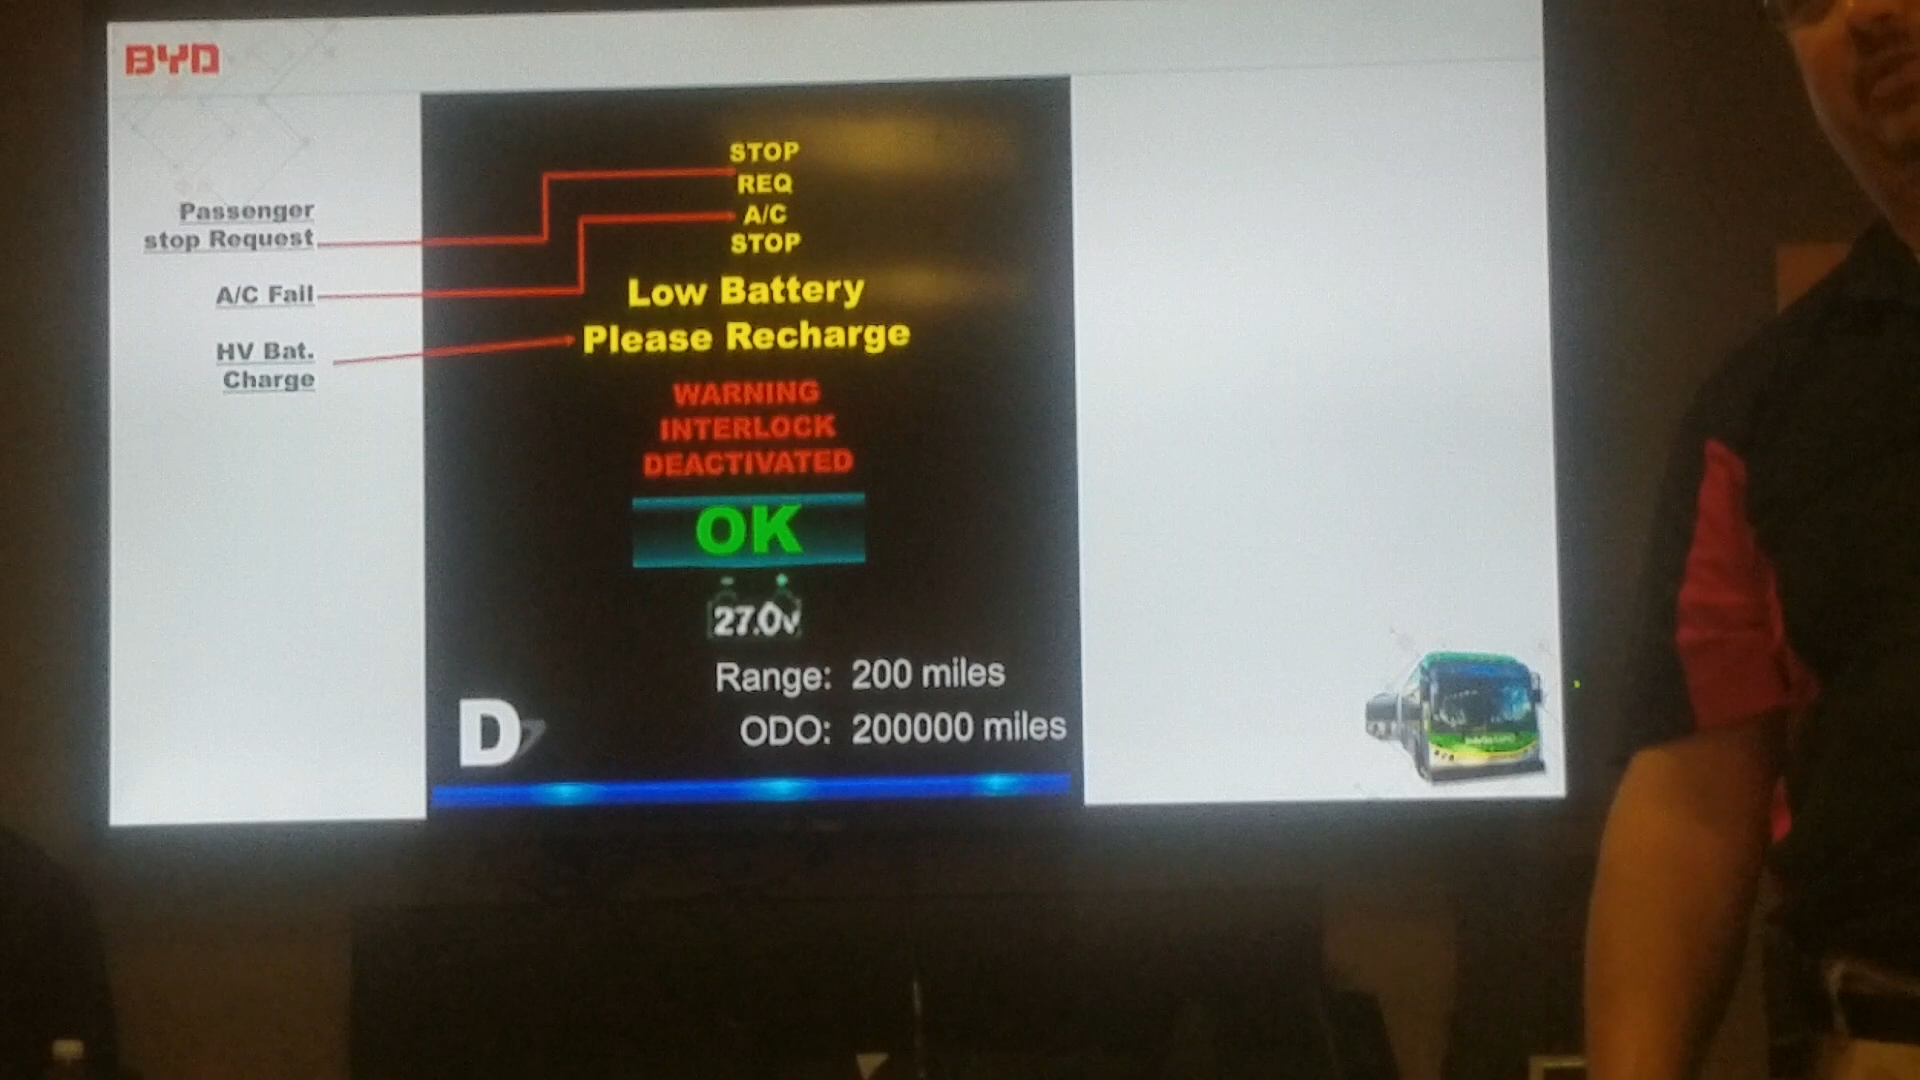 BYD
Passenger
stop Request
A/C Fail
HV Bat.
Charge
STOP
REQ
A/C
STOP
Low Battery
Please Recharge
WARNING
INTERLOCK
DEACTIVATED
OK
27.0v
Range: 200 miles
ODO: 200000 miles
D